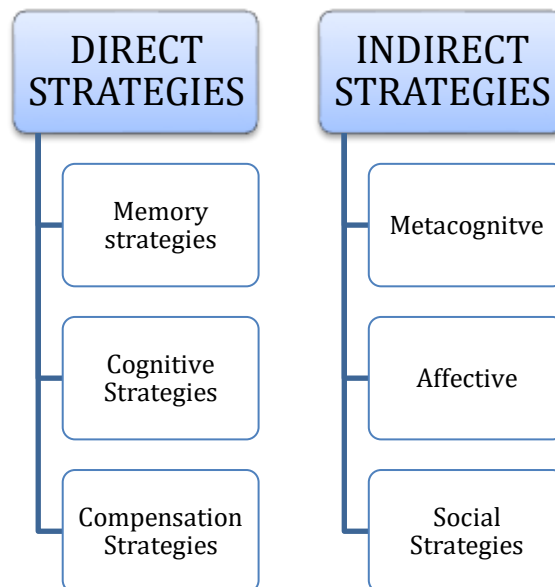 DIRECT
STRATEGIES
Memory
strategies
Cognitive
Strategies
Compensation
Strategies
INDIRECT
STRATEGIES
Metacognitve
Affective
Social
Strategies